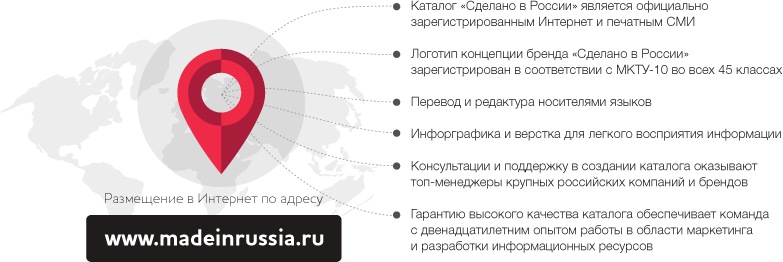 Каталог «Сделано в России» является официально
зарегистрированным Интернет и печатным СМИ
Логотип концепции бренда «Сделано в России»
зарегистрирован в соответствии с МКТУ-10 во всех 45 классах
Перевод и редактура носителями языков
Инфорграфика и верстка для легкого восприятия информации
Консультации и поддержку в создании каталога оказывают
топ-менеджеры крупных российских компаний и брендов
Гарантию высокого качества каталога обеспечивает команда
с двенадцатилетним опытом работы в области маркетинга
и разработки информационных ресурсов
Размещение в Интернет по адресу
www.madeinrussia.ru